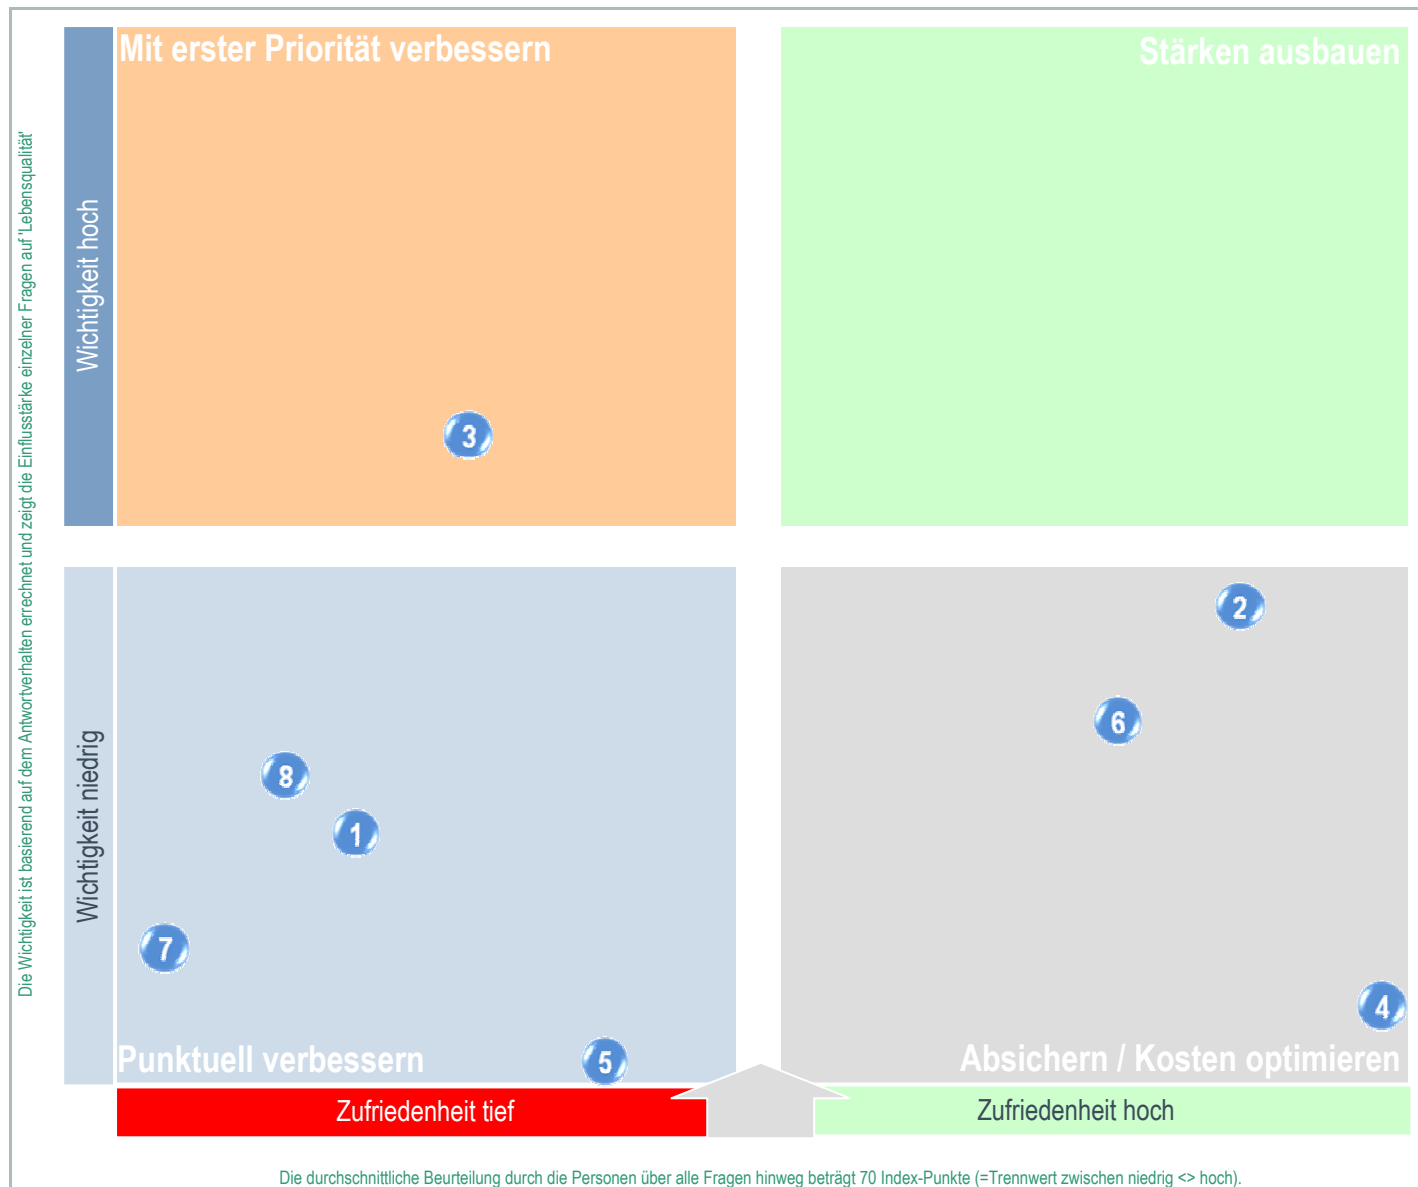 Mit erster Priorität verbessern
Stärken ausbauen
Die Wichtigkeit ist basierend auf dem Antwortverhalten errechnet und zeigt die Einflusstärke einzelner Fragen auf 'Lebensqualität'
Wichtigkeit hoch
3
2
6
Wichtigkeit niedrig
8
1
7
4
Punktuell verbessern
5
Absichern / Kosten optimieren
Zufriedenheit tief
Zufriedenheit hoch
Die durchschnittliche Beurteilung durch die Personen über alle Fragen hinweg beträgt 70 Index-Punkte (=Trennwert zwischen niedrig <> hoch).